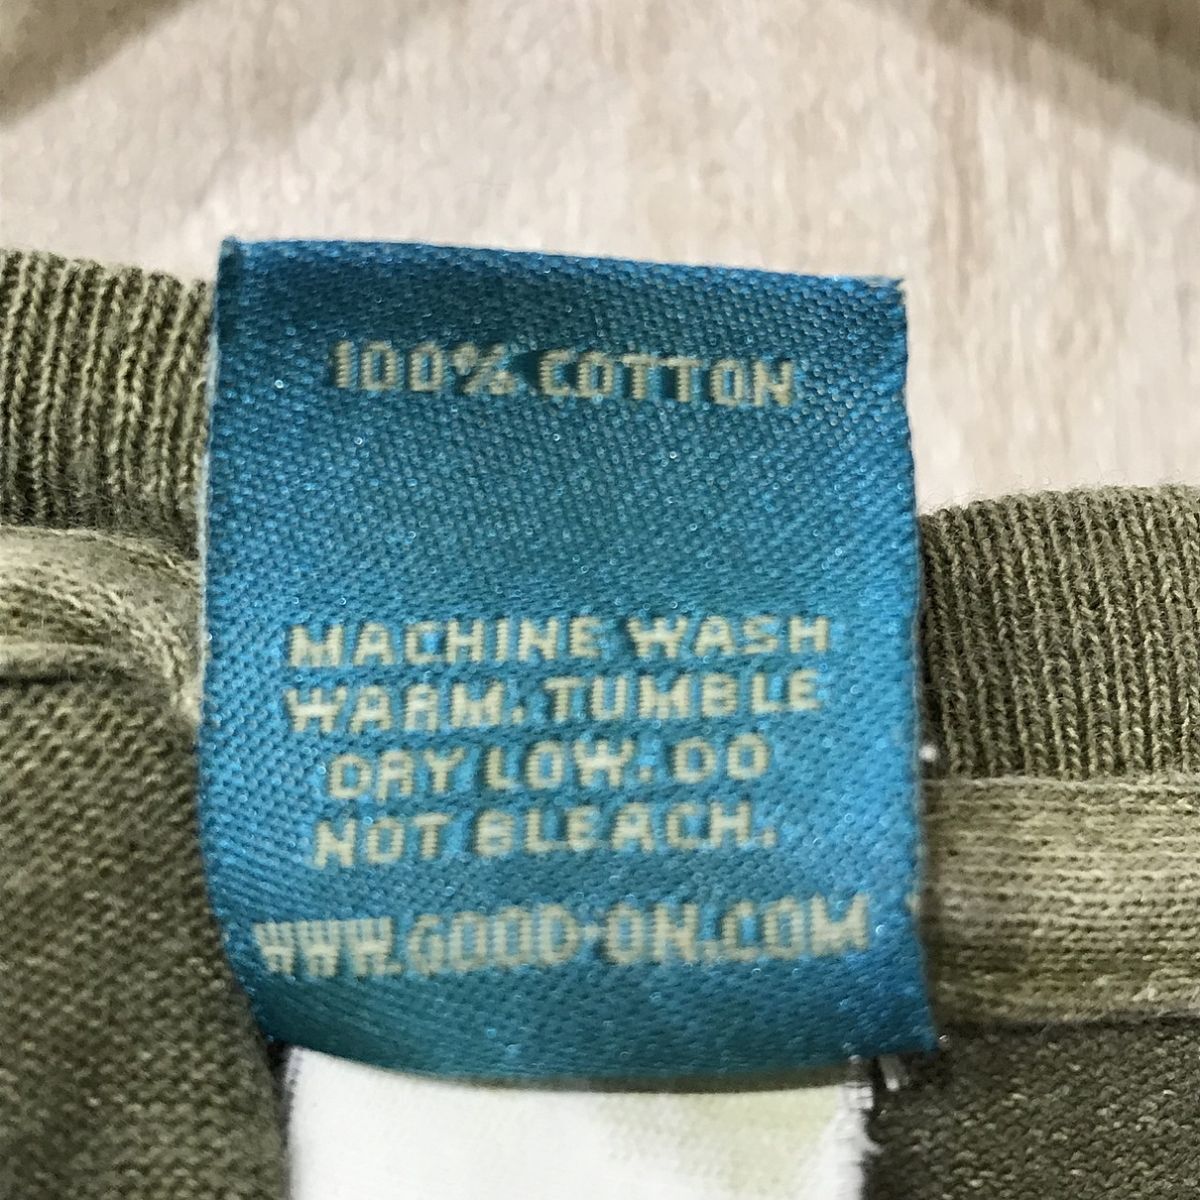 100% COTTON
MACHINE WASH
WARM. TUMBLE
DRY LOW. DO
NOT BLEACH.
WWW.GOOD-ON.COM